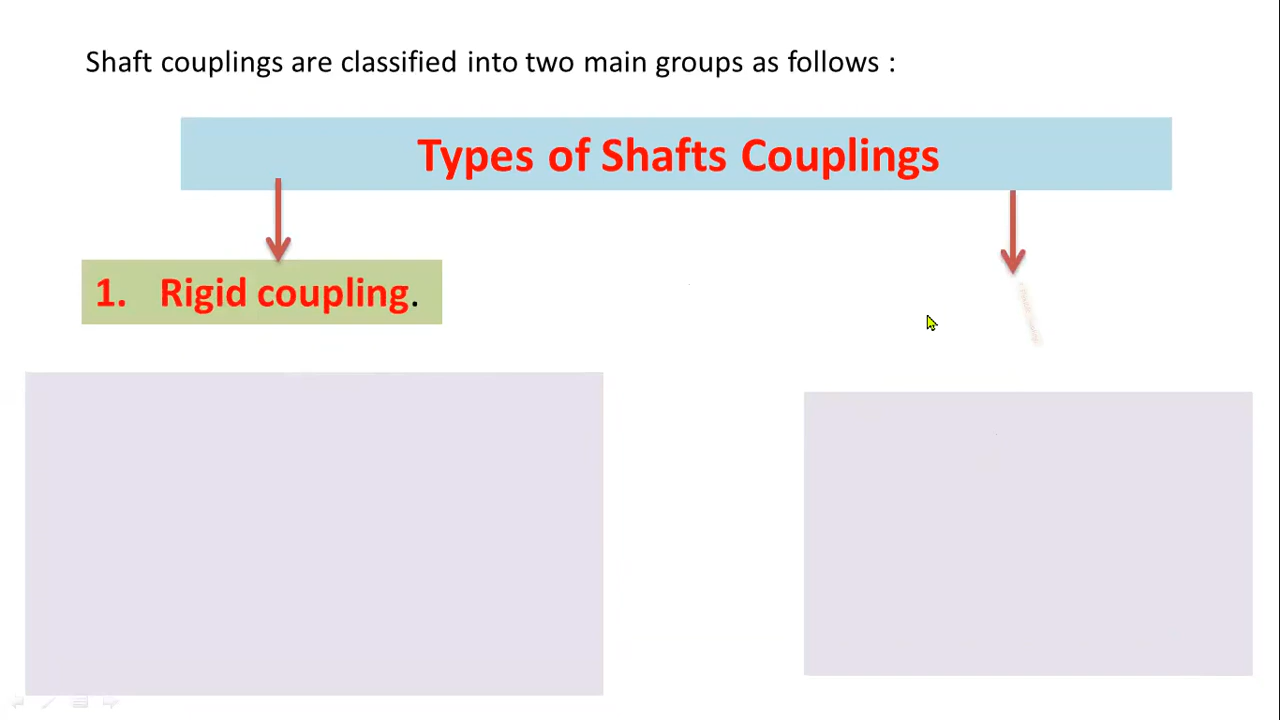 Shaft couplings are classified into two main groups as follows :
Types of Shafts Couplings
1. Rigid coupling.